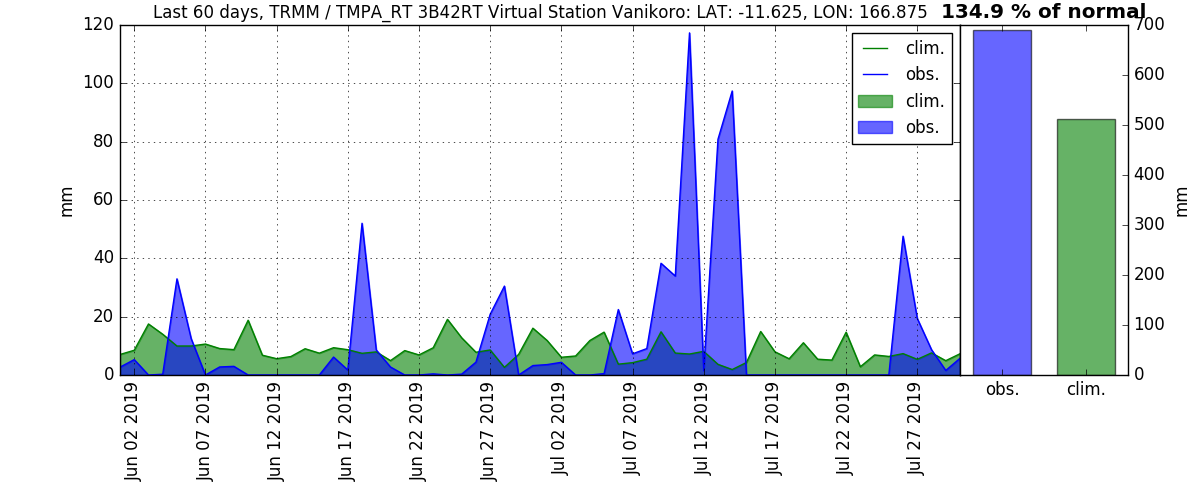 Last 60 days, TRMM / TMPA_RT 3B42RT Virtual Station Vanikoro: LAT: -11.625, LON: 166.875
134.9 % of normal
mm
120
100
80
60
40
20
0
clim.
obs.
clim.
obs.
Jun 02 2019
Jun 07 2019
Jun 12 2019
Jun 17 2019
Jun 22 2019
Jun 27 2019
Jul 02 2019
Jul 07 2019
Jul 12 2019
Jul 17 2019
Jul 22 2019
Jul 27 2019
700
600
500
400
300
200
100
0
mm
obs.
clim.